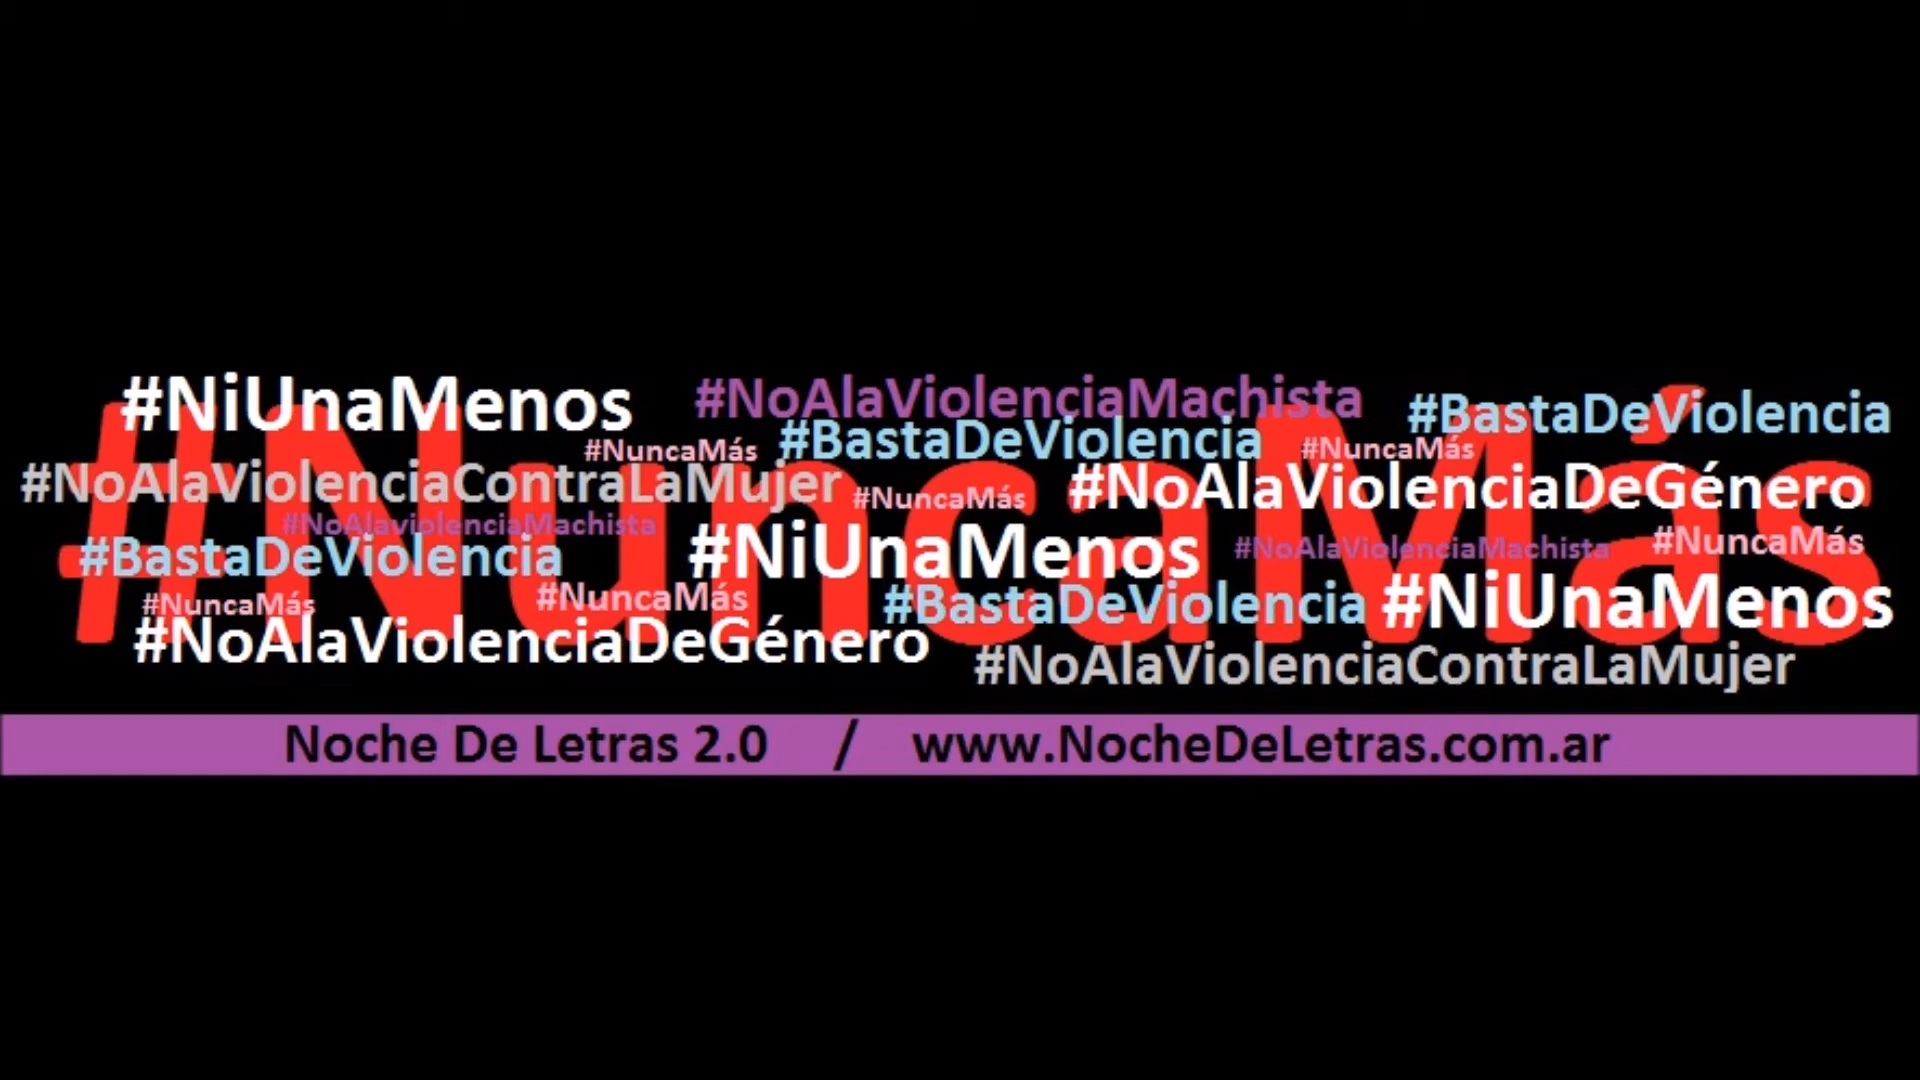 #NuncaMás
#NiUnaMenos
#NoAlaViolenciaMachista
#BastaDeViolencia
#NuncaMás
#BastaDeViolencia
#NuncaMás
#NoAlaViolenciaContraLaMujer
#NuncaMás
#NoAlaViolenciaDeGénero
#NoAlaviolenciaMachista
#BastaDeViolencia
#NiUnaMenos
#NoAlaViolenciaMachista
#NuncaMás
#NuncaMás
#NuncaMás
#BastaDeViolencia
#NiUnaMenos
#NoAlaViolenciaDeGénero
#NoAlaViolenciaContraLaMujer
Noche De Letras 2.0 / www.NocheDeLetras.com.ar